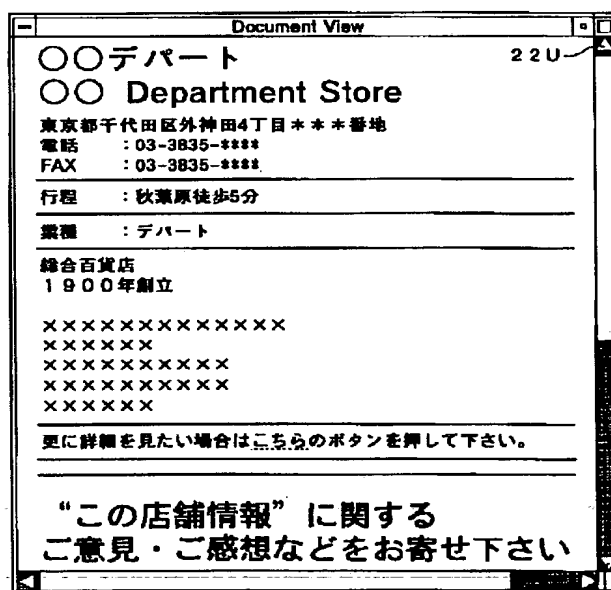 Document View
22U
○○デパート
○○ Department Store
東京都千代田区外神田4丁目＊＊＊番地
電話　：03-3835-****
FAX　：03-3835-****
行程　：秋葉原徒歩5分
業種　：デパート
総合百貨店
1900年創立
×××××××××××××
××××××
××××××××××
××××××××××
××××××
更に詳細を見たい場合はこちらのボタンを押して下さい。
“この店舗情報”に関する
ご意見・ご感想などをお寄せ下さい